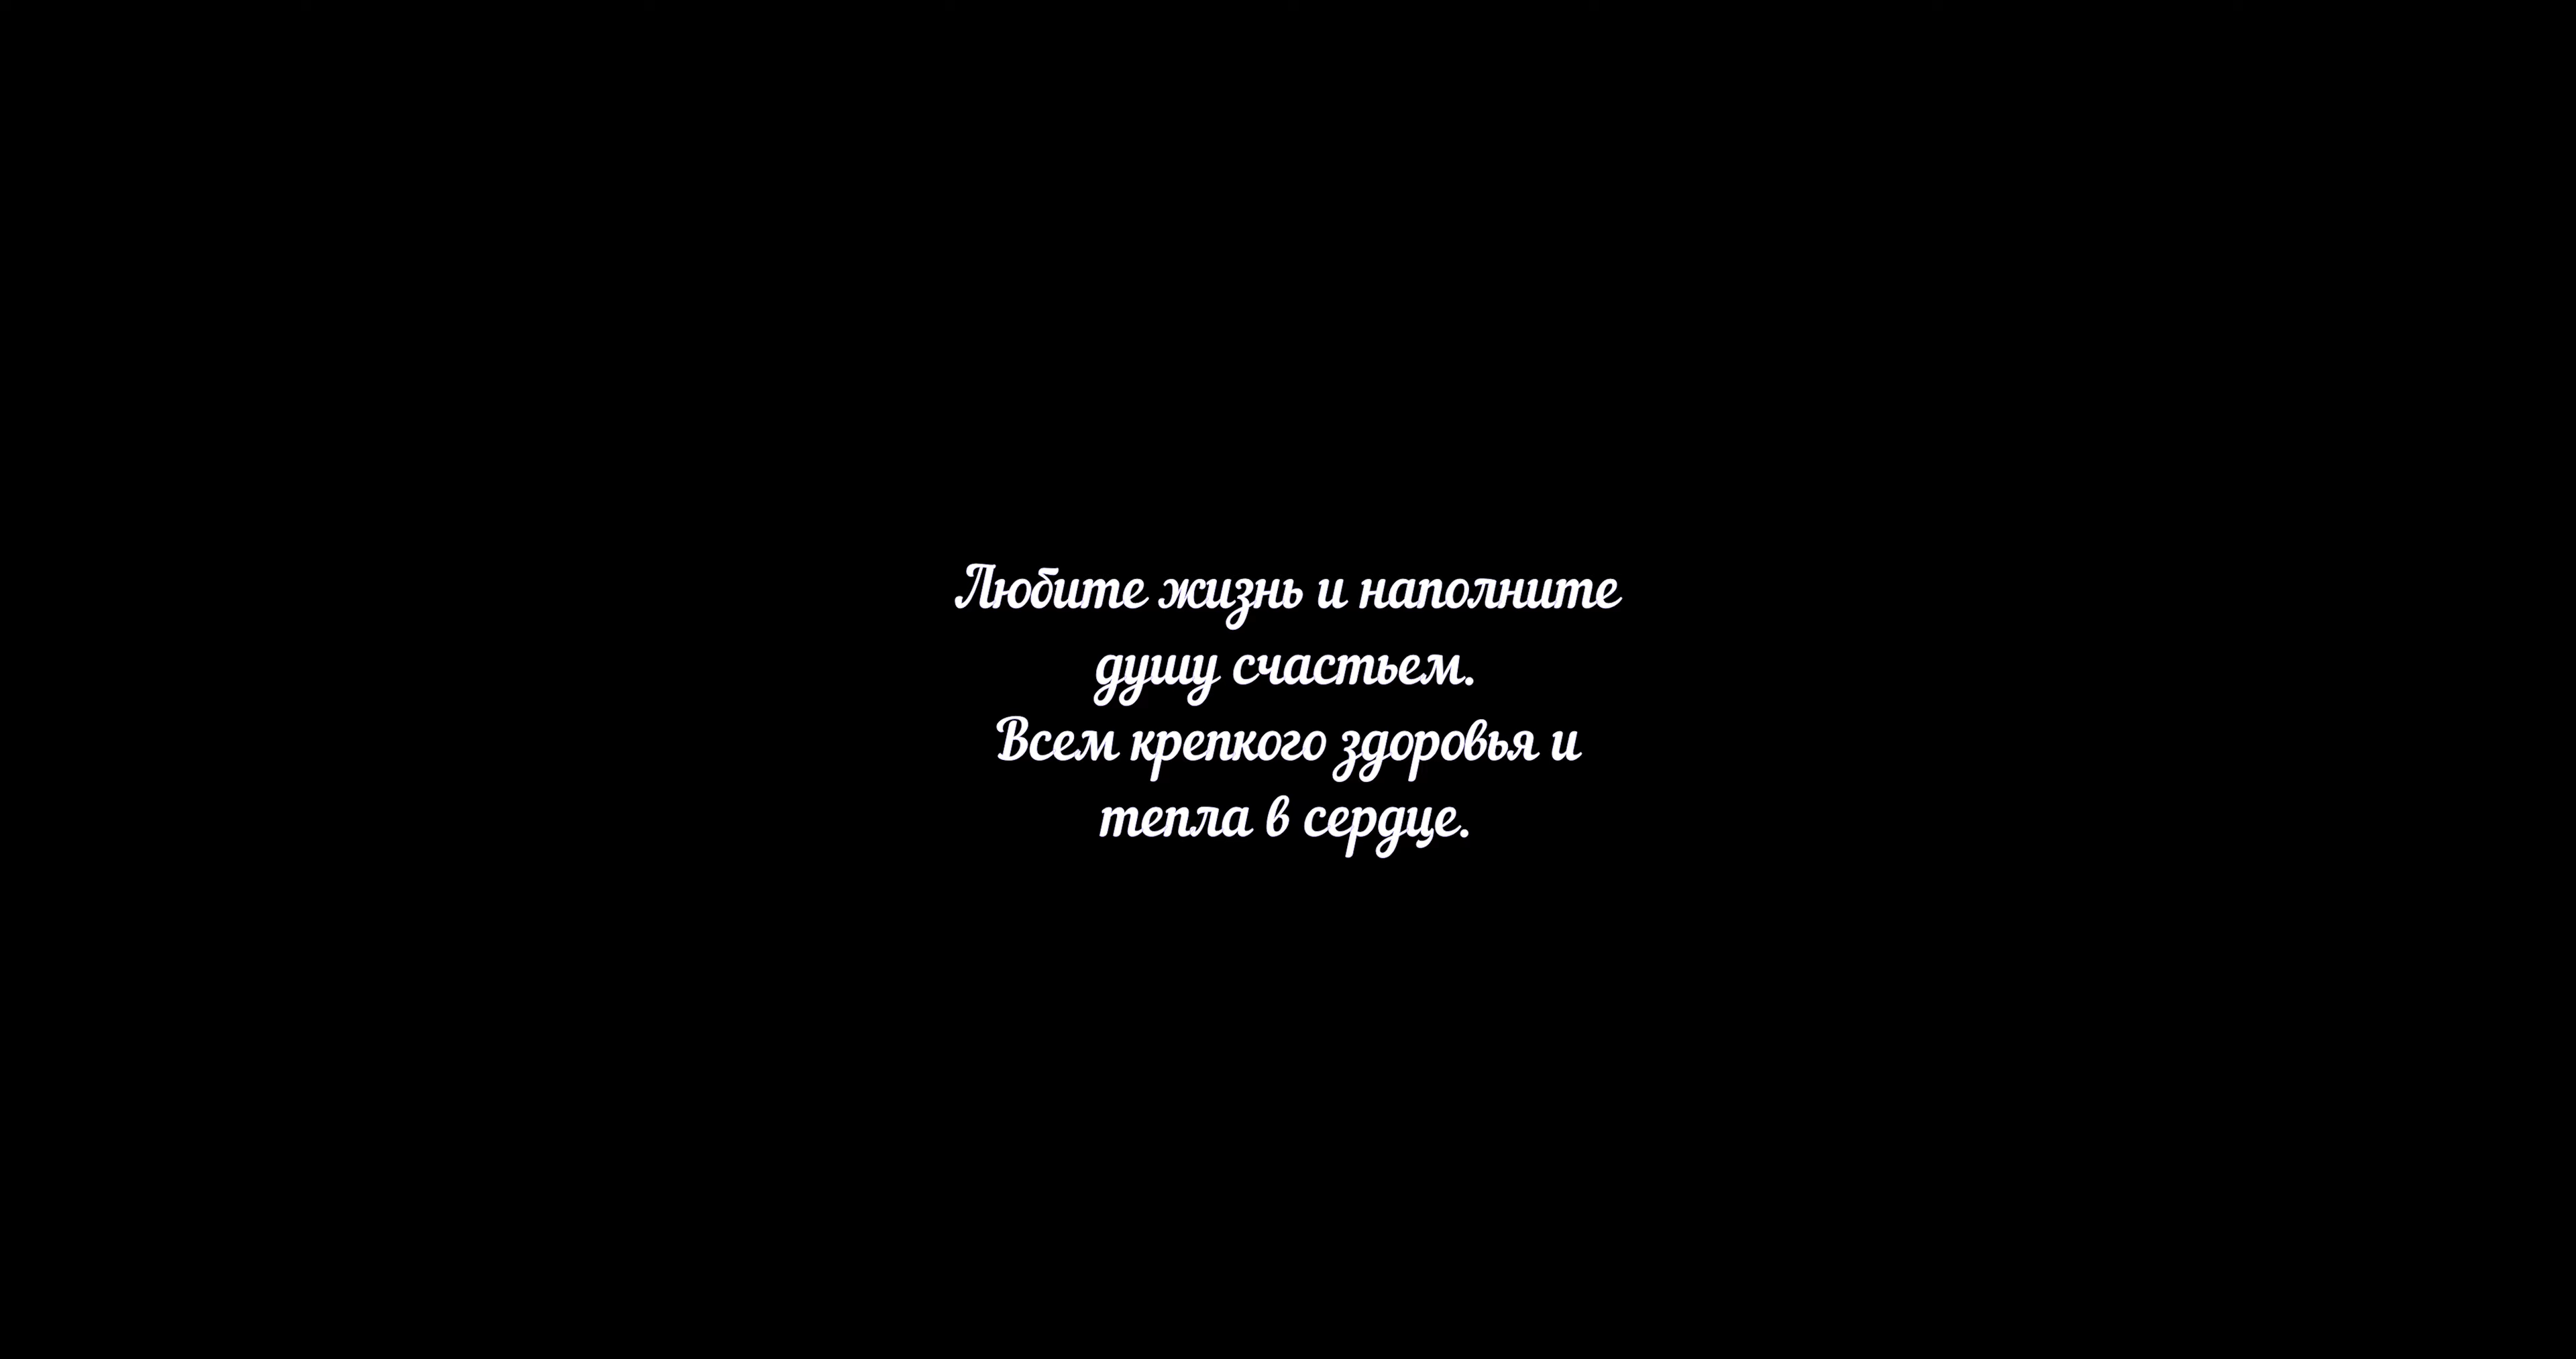 Любите жизнь и наполните
душу счастьем.
Всем крепкого здоровья и
тепла в сердце.